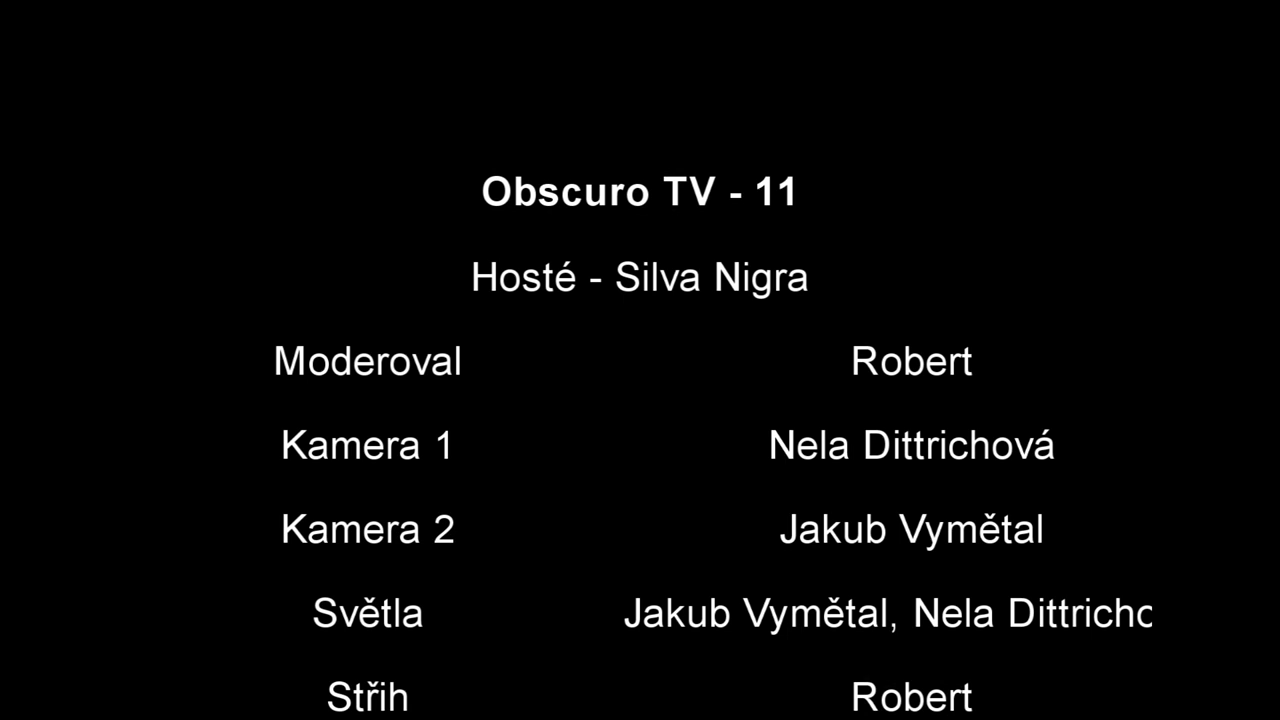 Obscuro TV - 11
Hosté - Silva Nigra
Moderoval Robert
Kamera 1 Nela Dittrichová
Kamera 2 Jakub Vymětal
Světla Jakub Vymětal, Nela Dittricho
Střih Robert